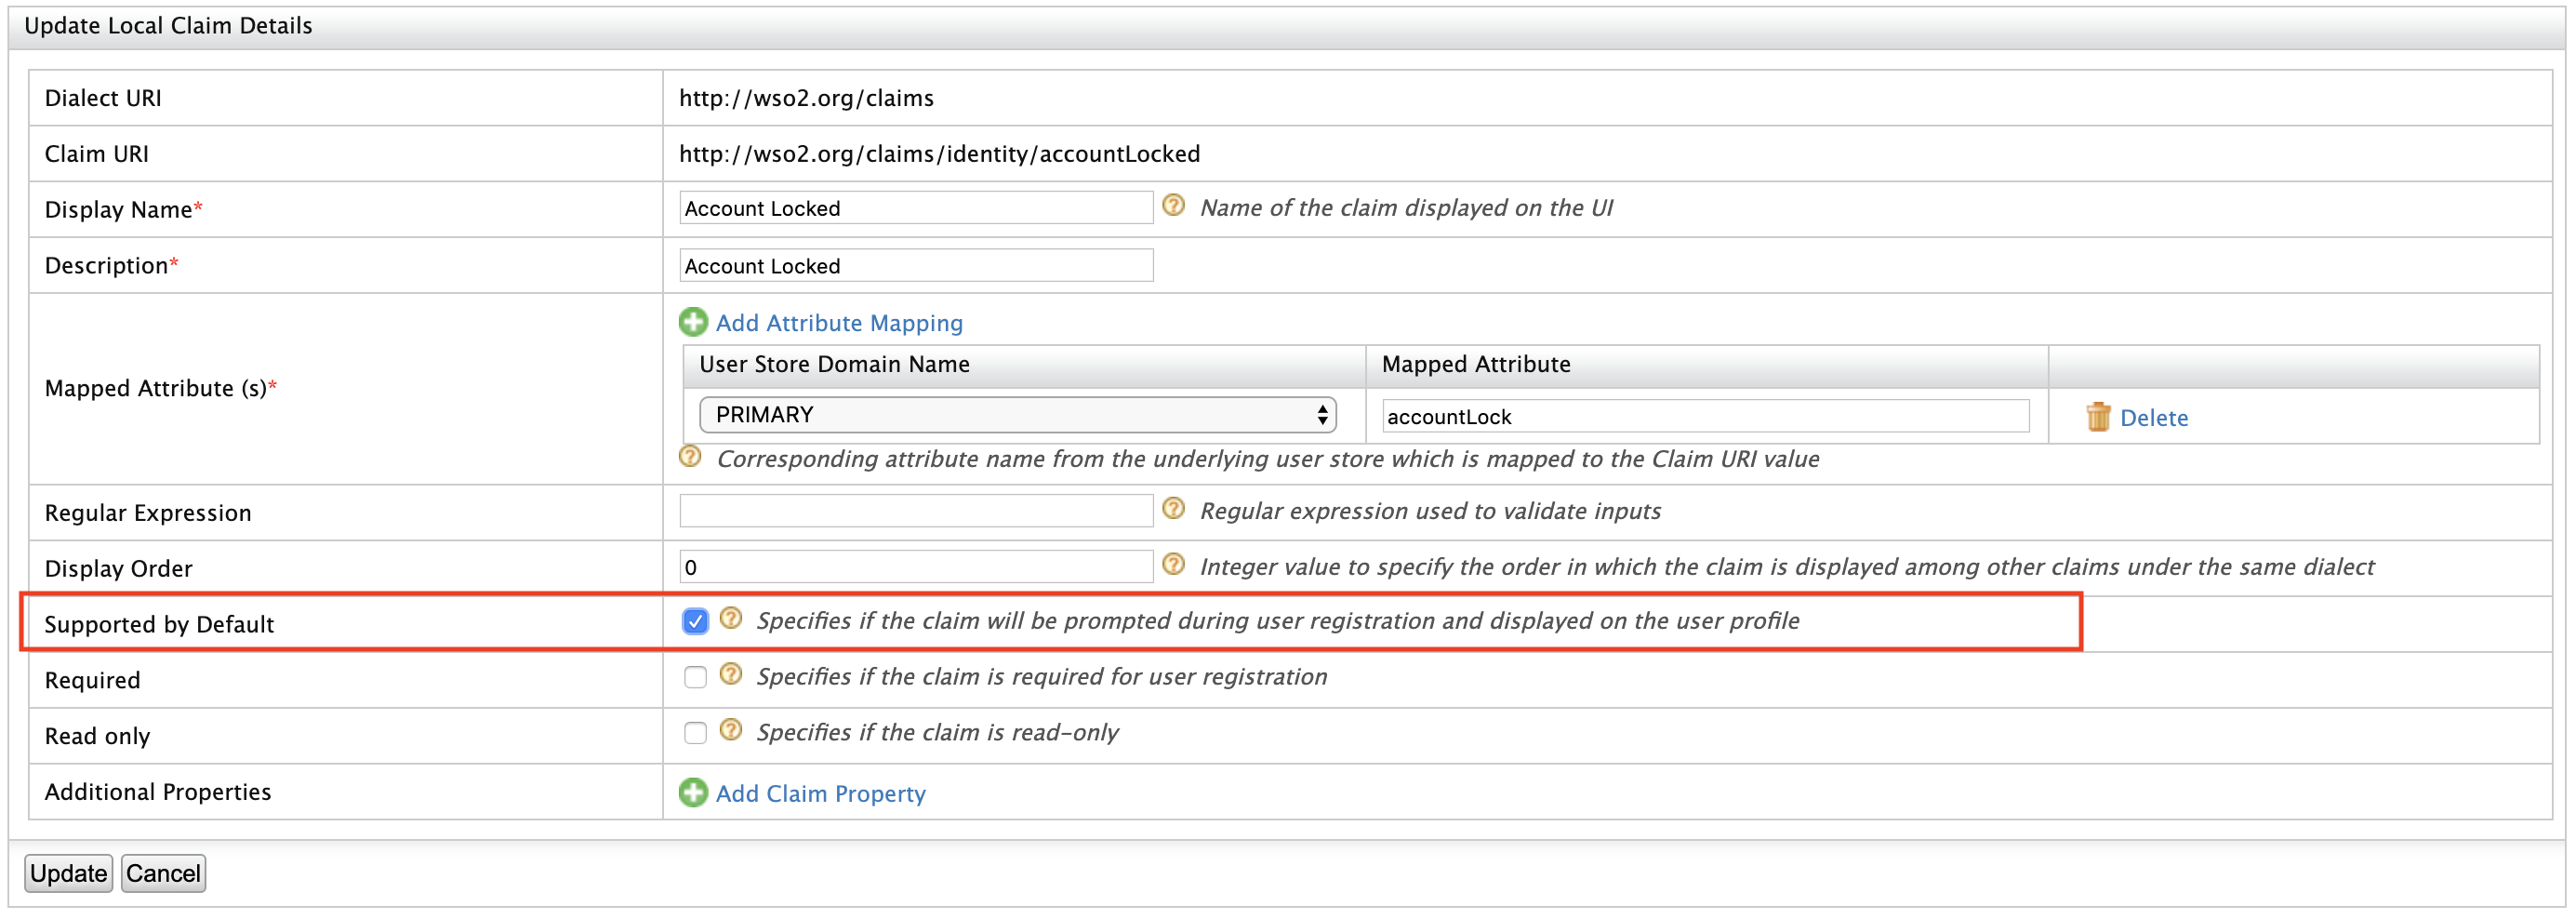 Update Local Claim Details
Dialect URI
http://wso2.org/claims
Claim URI
http://wso2.org/claims/identity/accountLocked
Display Name*
Account Locked
Name of the claim displayed on the UI
Description*
Account Locked
Mapped Attribute (s)*
Add Attribute Mapping
User Store Domain Name
Mapped Attribute
PRIMARY
accountLock
Delete
Corresponding attribute name from the underlying user store which is mapped to the Claim URI value
Regular Expression
Regular expression used to validate inputs
Display Order
0
Integer value to specify the order in which the claim is displayed among other claims under the same dialect
Supported by Default
Specifies if the claim will be prompted during user registration and displayed on the user profile
Required
Specifies if the claim is required for user registration
Read only
Specifies if the claim is read-only
Additional Properties
Add Claim Property
Update
Cancel